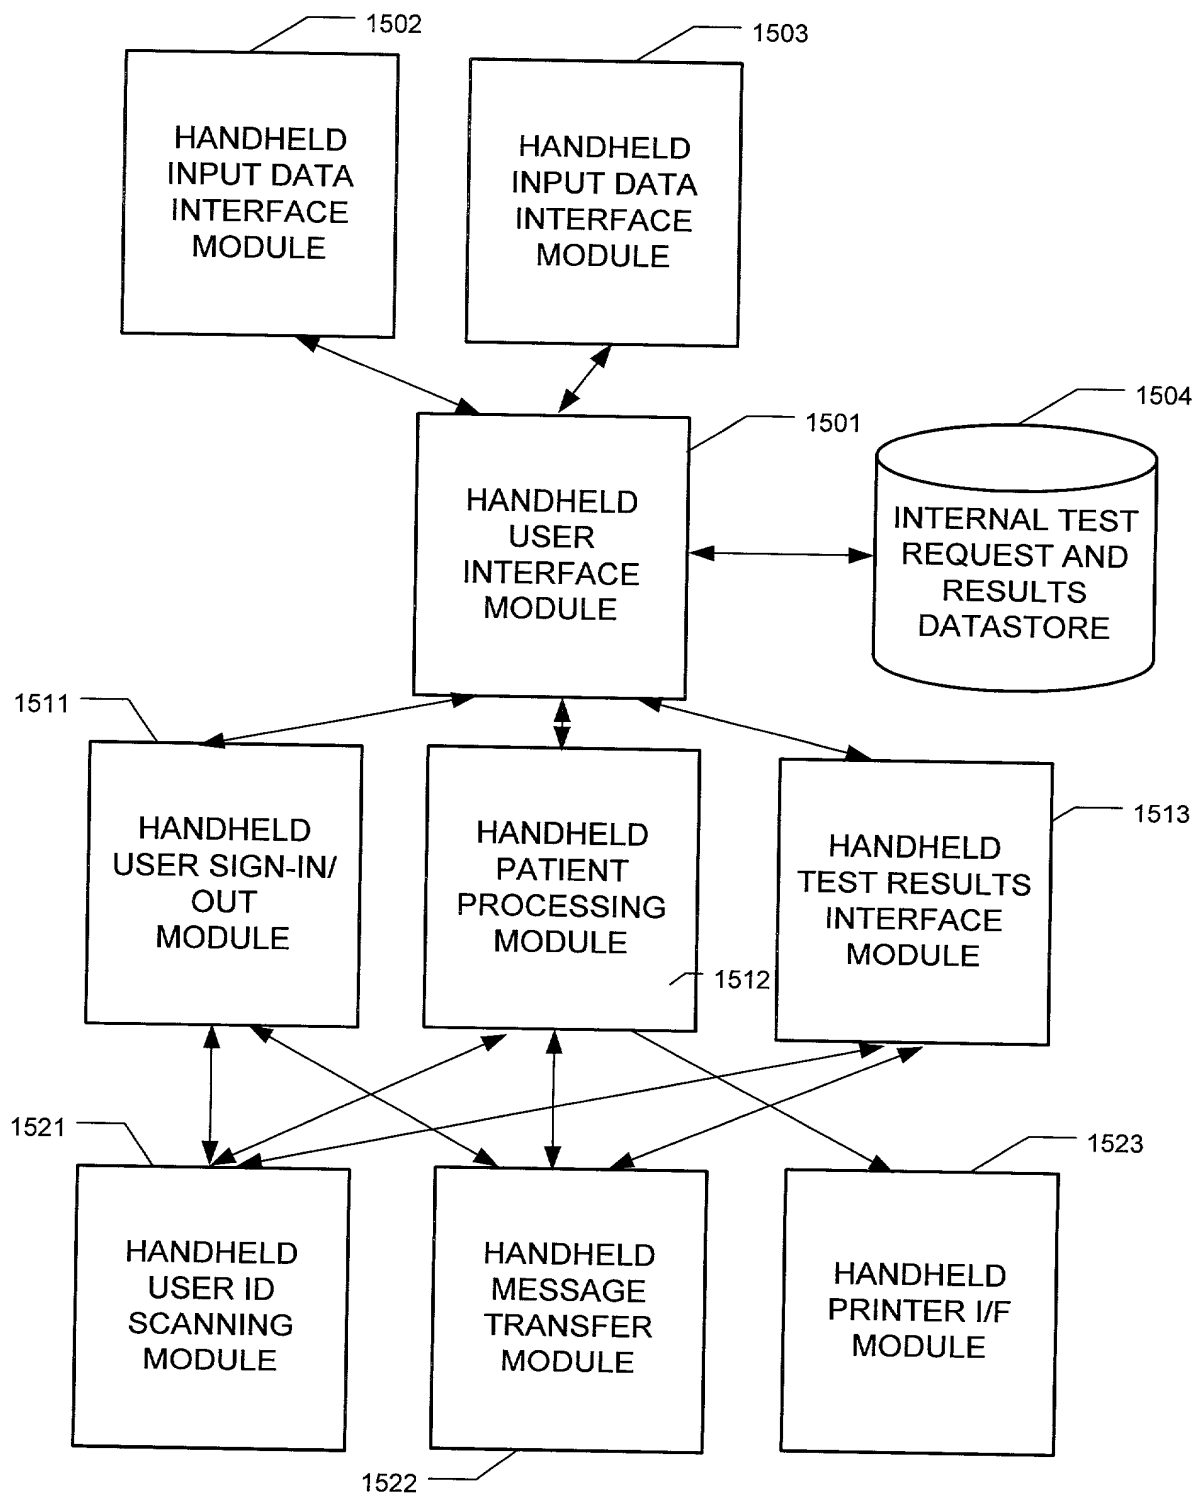 1502
1503
HANDHELD
INPUT DATA
INTERFACE
MODULE
HANDHELD
INPUT DATA
INTERFACE
MODULE
1504
1501
HANDHELD
USER
INTERFACE
MODULE
INTERNAL TEST
REQUEST AND
RESULTS
DATASTORE
1511
HANDHELD
USER SIGN-IN/
OUT
MODULE
HANDHELD
PATIENT
PROCESSING
MODULE
1512
1513
HANDHELD
TEST RESULTS
INTERFACE
MODULE
1521
HANDHELD
USER ID
SCANNING
MODULE
HANDHELD
MESSAGE
TRANSFER
MODULE
1522
1523
HANDHELD
PRINTER I/F
MODULE